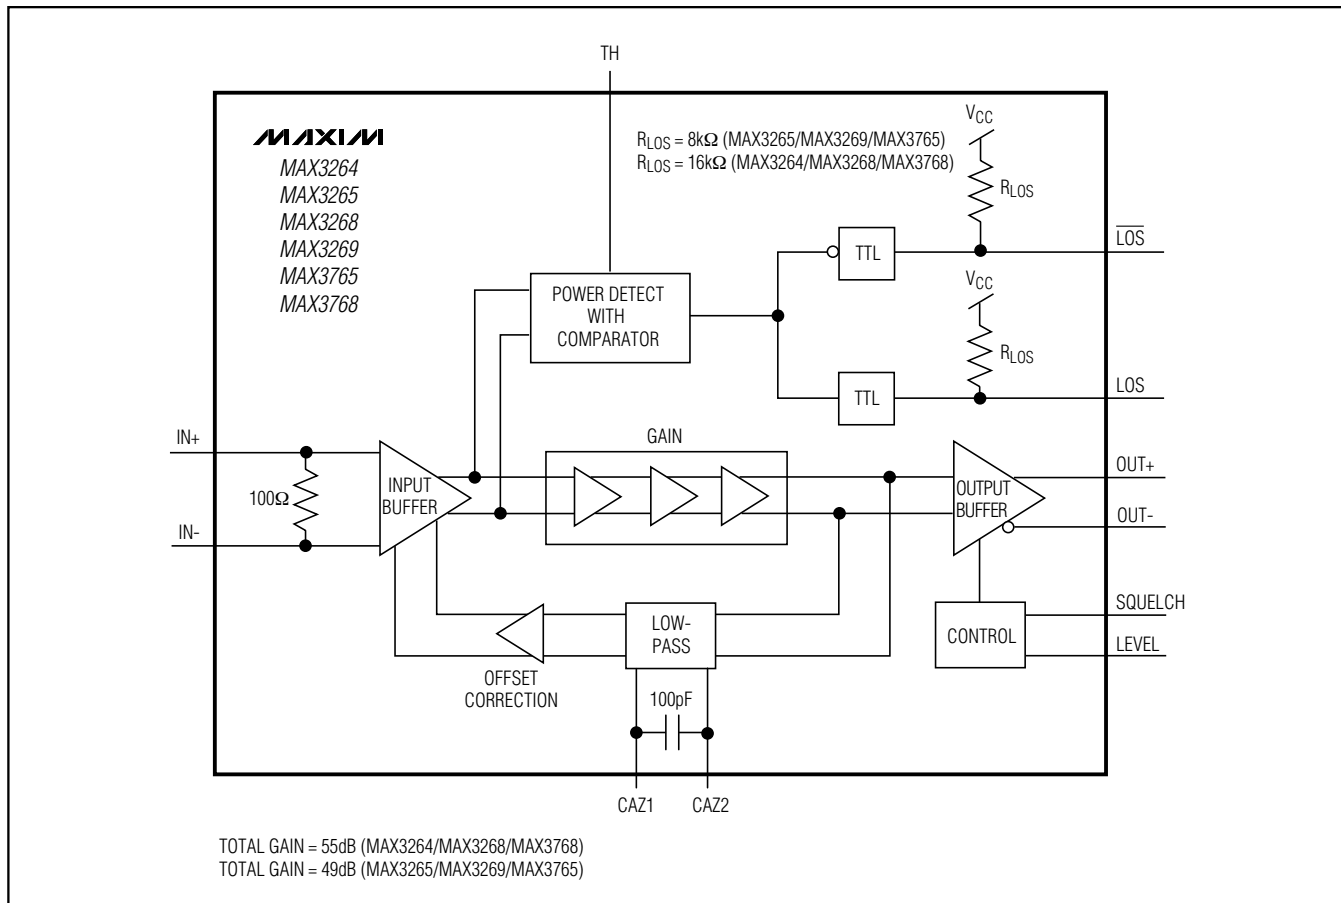 TH
MAXIM
MAX3264
MAX3265
MAX3268
MAX3269
MAX3765
MAX3768
RLOS = 8kΩ (MAX3265/MAX3269/MAX3765)
RLOS = 16kΩ (MAX3264/MAX3268/MAX3768)
VCC
RLOS
TTL
LOS
POWER DETECT
WITH
COMPARATOR
VCC
RLOS
TTL
LOS
IN+
100Ω
IN-
INPUT
BUFFER
GAIN
OUTPUT
BUFFER
OUT+
OUT-
SQUELCH
CONTROL
LEVEL
LOW-
PASS
OFFSET
CORRECTION
100pF
CAZ1
CAZ2
TOTAL GAIN = 55dB (MAX3264/MAX3268/MAX3768)
TOTAL GAIN = 49dB (MAX3265/MAX3269/MAX3765)